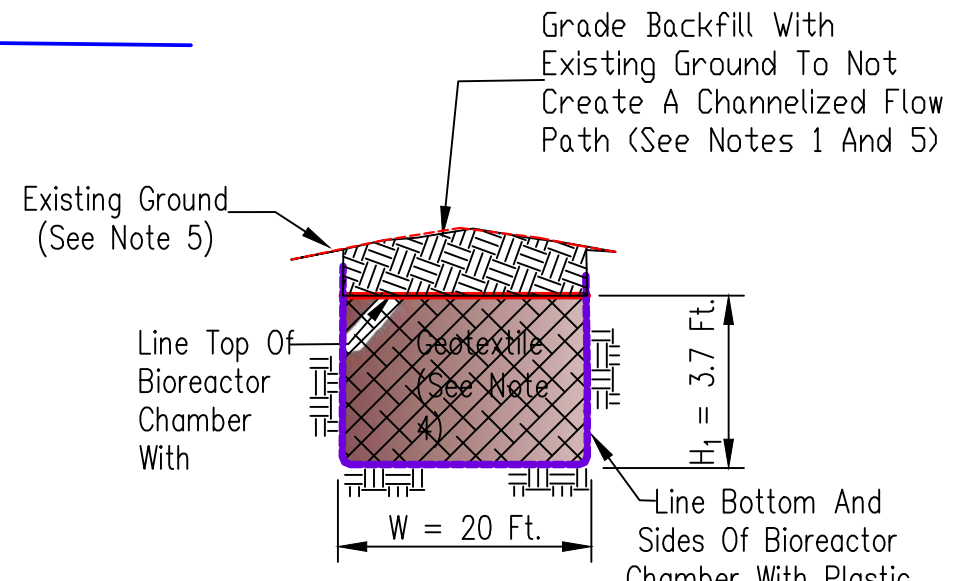 Grade Backfill With
Existing Ground To Not
Create A Channelized Flow
Path (See Notes 1 And 5)
Existing Ground
(See Note 5)
Line Top Of
Bioreactor
Chamber
With
Geotextile
(See Note
4)
H1 = 3.7 Ft.
W = 20 Ft.
Line Bottom And
Sides Of Bioreactor
Chamber With Plastic